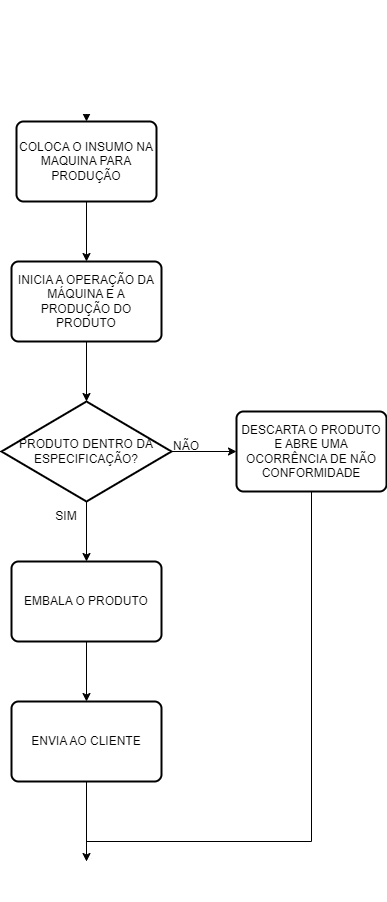 COLOCA O INSUMO NA
MAQUINA PARA
PRODUÇÃO
INICIA A OPERAÇÃO DA
MÁQUINA E A
PRODUÇÃO DO
PRODUTO
PRODUTO DENTRO DA
ESPECIFICAÇÃO?
NÃO
DESCARTA O PRODUTO
E ABRE UMA
OCORRÊNCIA DE NÃO
CONFORMIDADE
SIM
EMBALA O PRODUTO
ENVIA AO CLIENTE